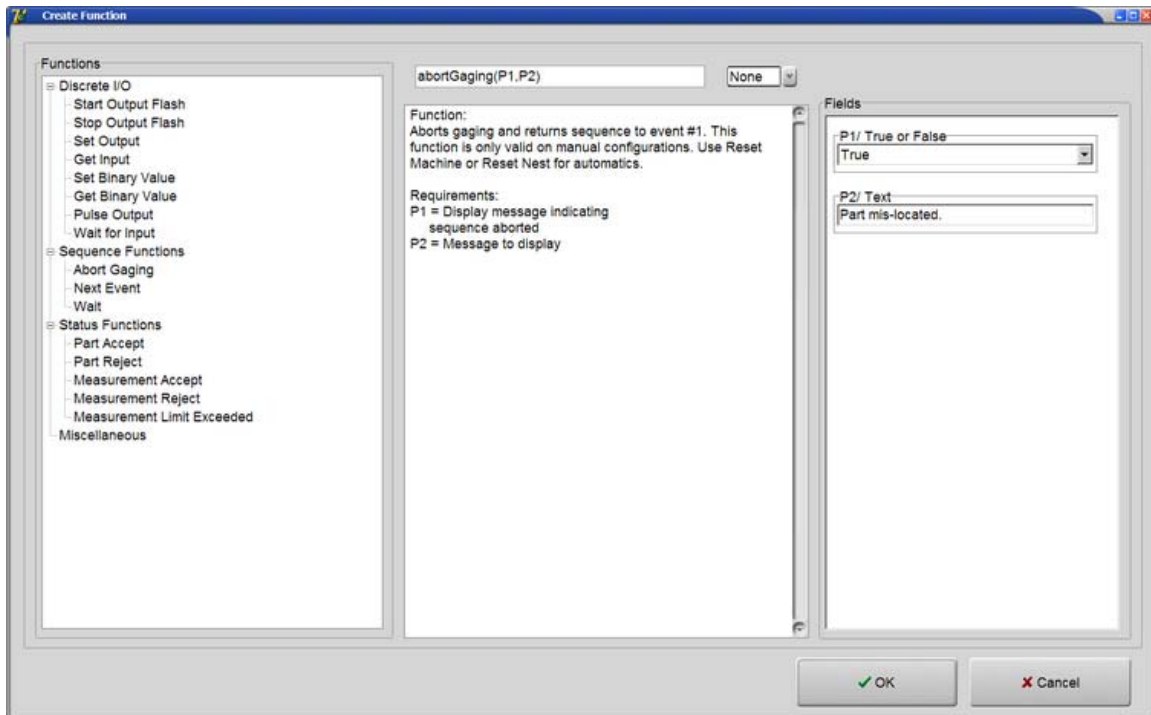 Create Function
Functions
Discrete I/O
Start Output Flash
Stop Output Flash
Set Output
Get Input
Set Binary Value
Get Binary Value
Pulse Output
Wait for Input
Sequence Functions
Abort Gaging
Next Event
Wait
Status Functions
Part Accept
Part Reject
Measurement Accept
Measurement Reject
Measurement Limit Exceeded
Miscellaneous
abortGaging(P1,P2)
None
Function:
Aborts gaging and returns sequence to event #1. This
function is only valid on manual configurations. Use Reset
Machine or Reset Nest for automatics.
Requirements:
P1 = Display message indicating
sequence aborted
P2 = Message to display
Fields
P1/ True or False
True
P2/ Text
Part mis-located.
OK
Cancel